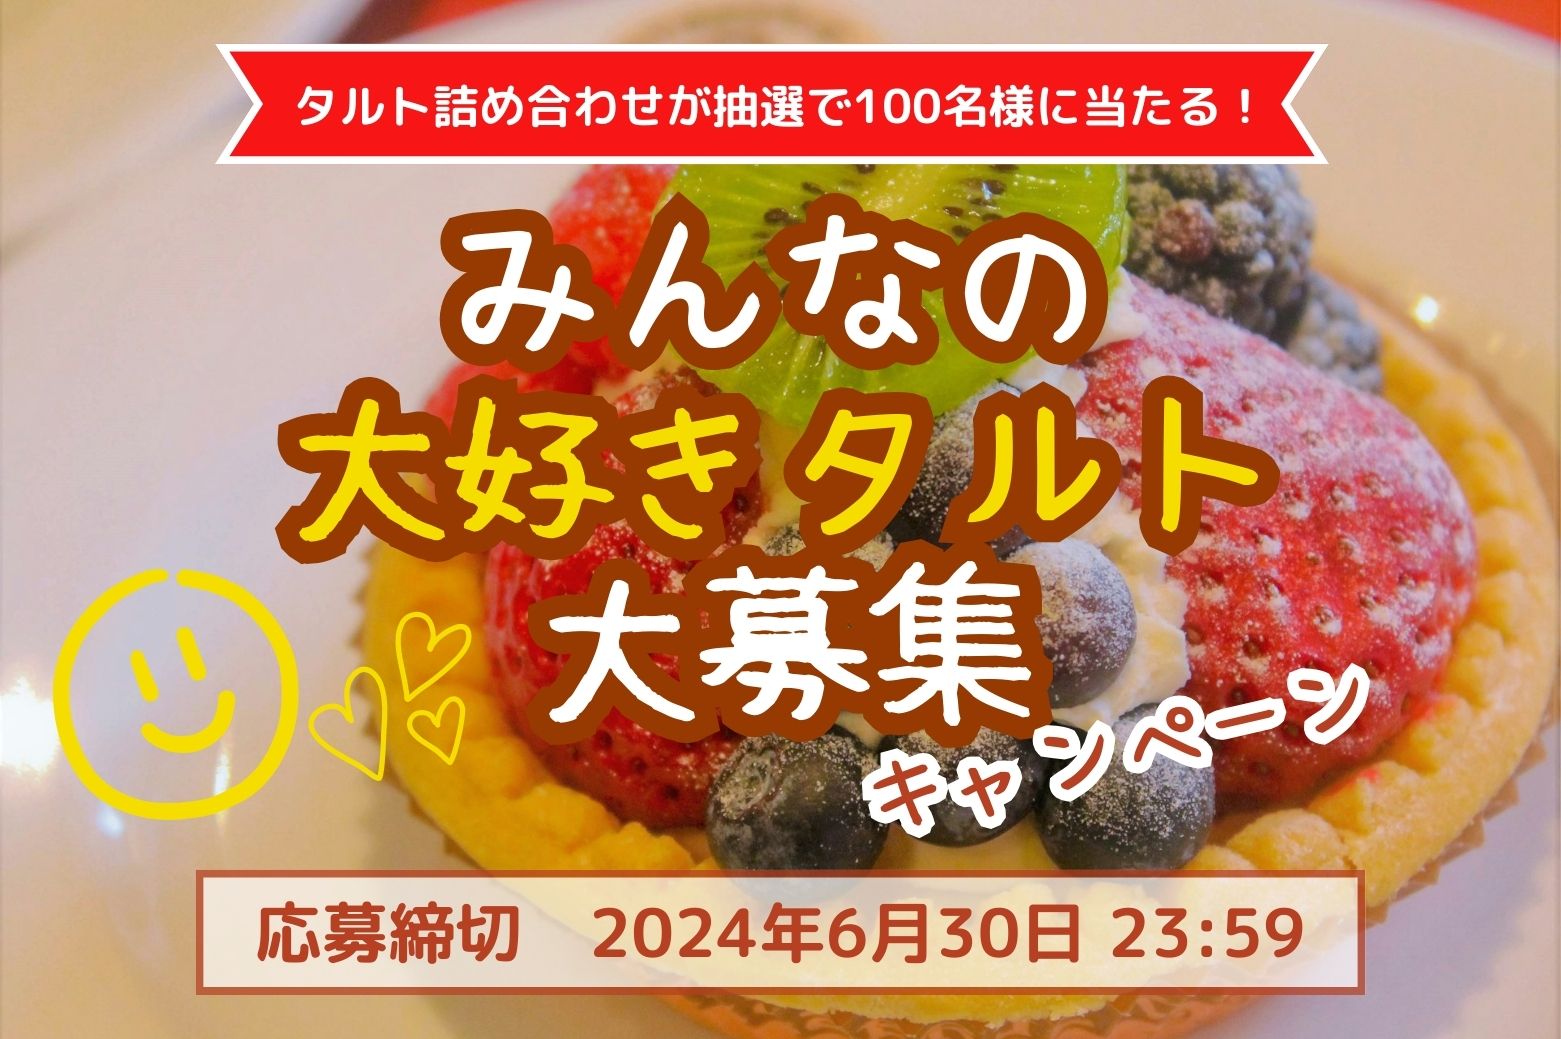 タルト詰め合わせが抽選で100名様に当たる！
みんなの
大好きタルト
大募集
キャンペーン
応募締切　2024年6月30日 23:59